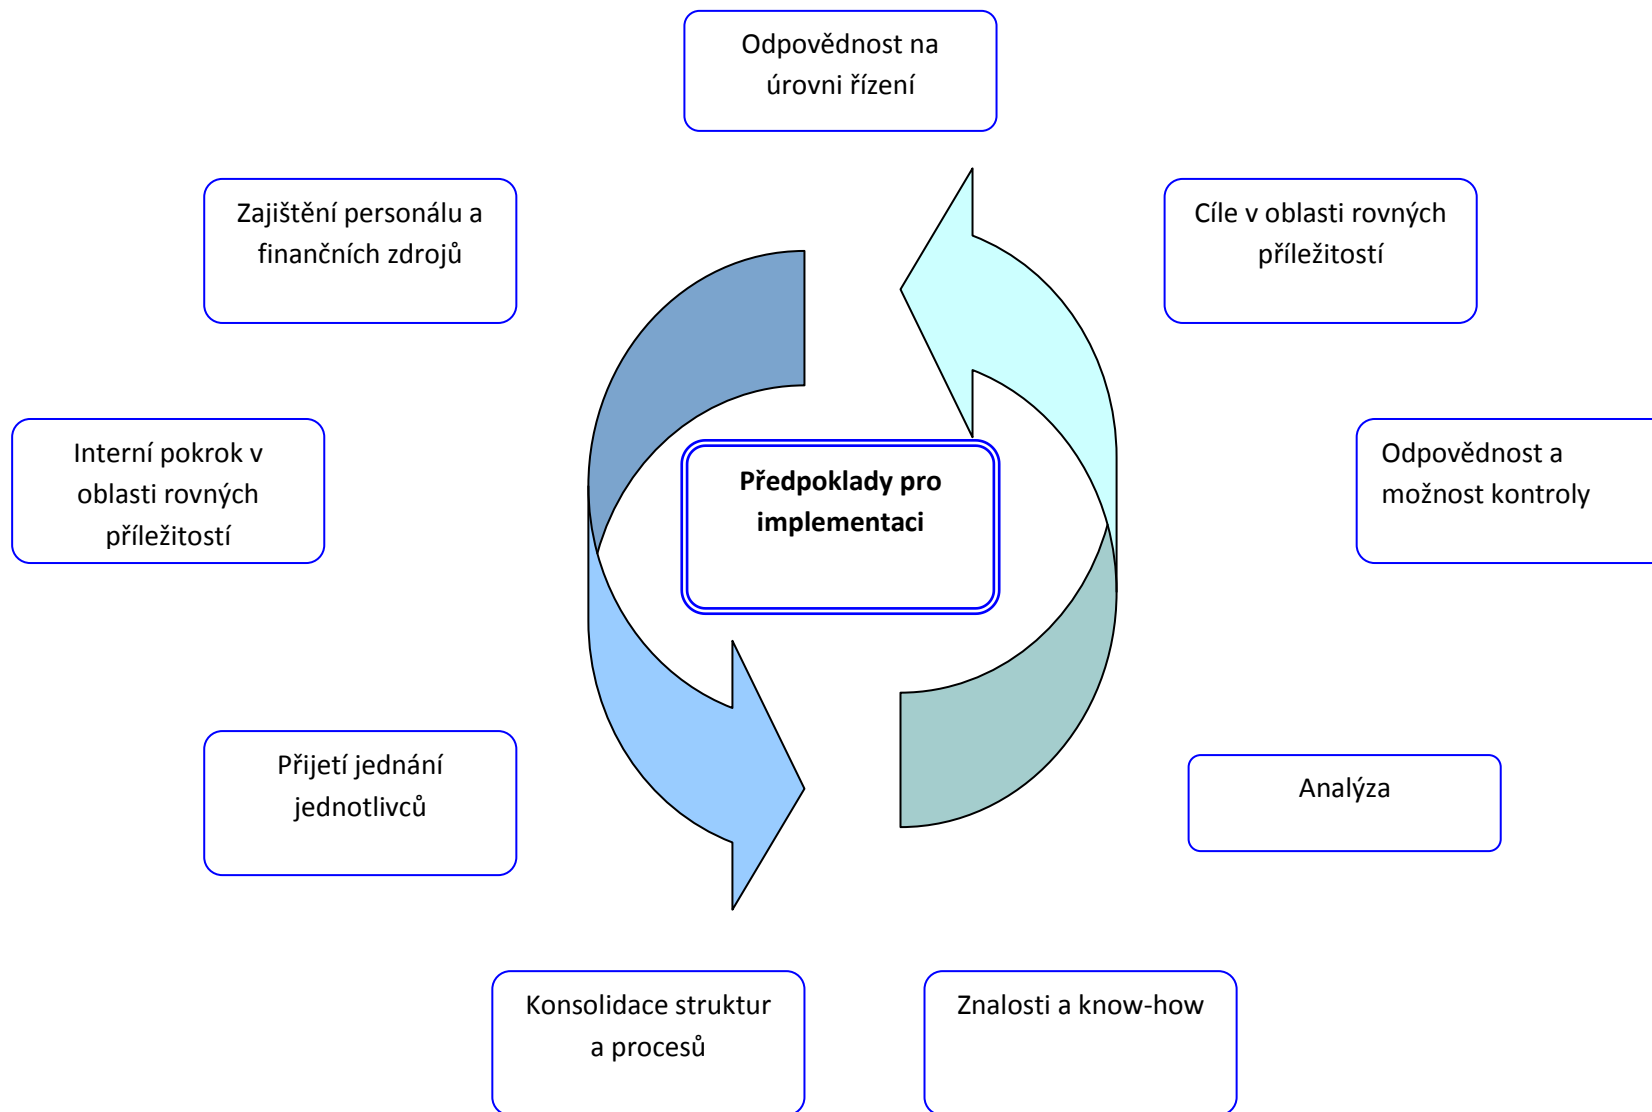 Odpovědnost na
úrovni řízení
Zajištění personálu a
finančních zdrojů
Cíle v oblasti rovných
příležitostí
Interní pokrok v
oblasti rovných
příležitostí
Předpoklady pro
implementaci
Odpovědnost a
možnost kontroly
Přijetí jednání
jednotlivců
Analýza
Konsolidace struktur
a procesů
Znalosti a know-how